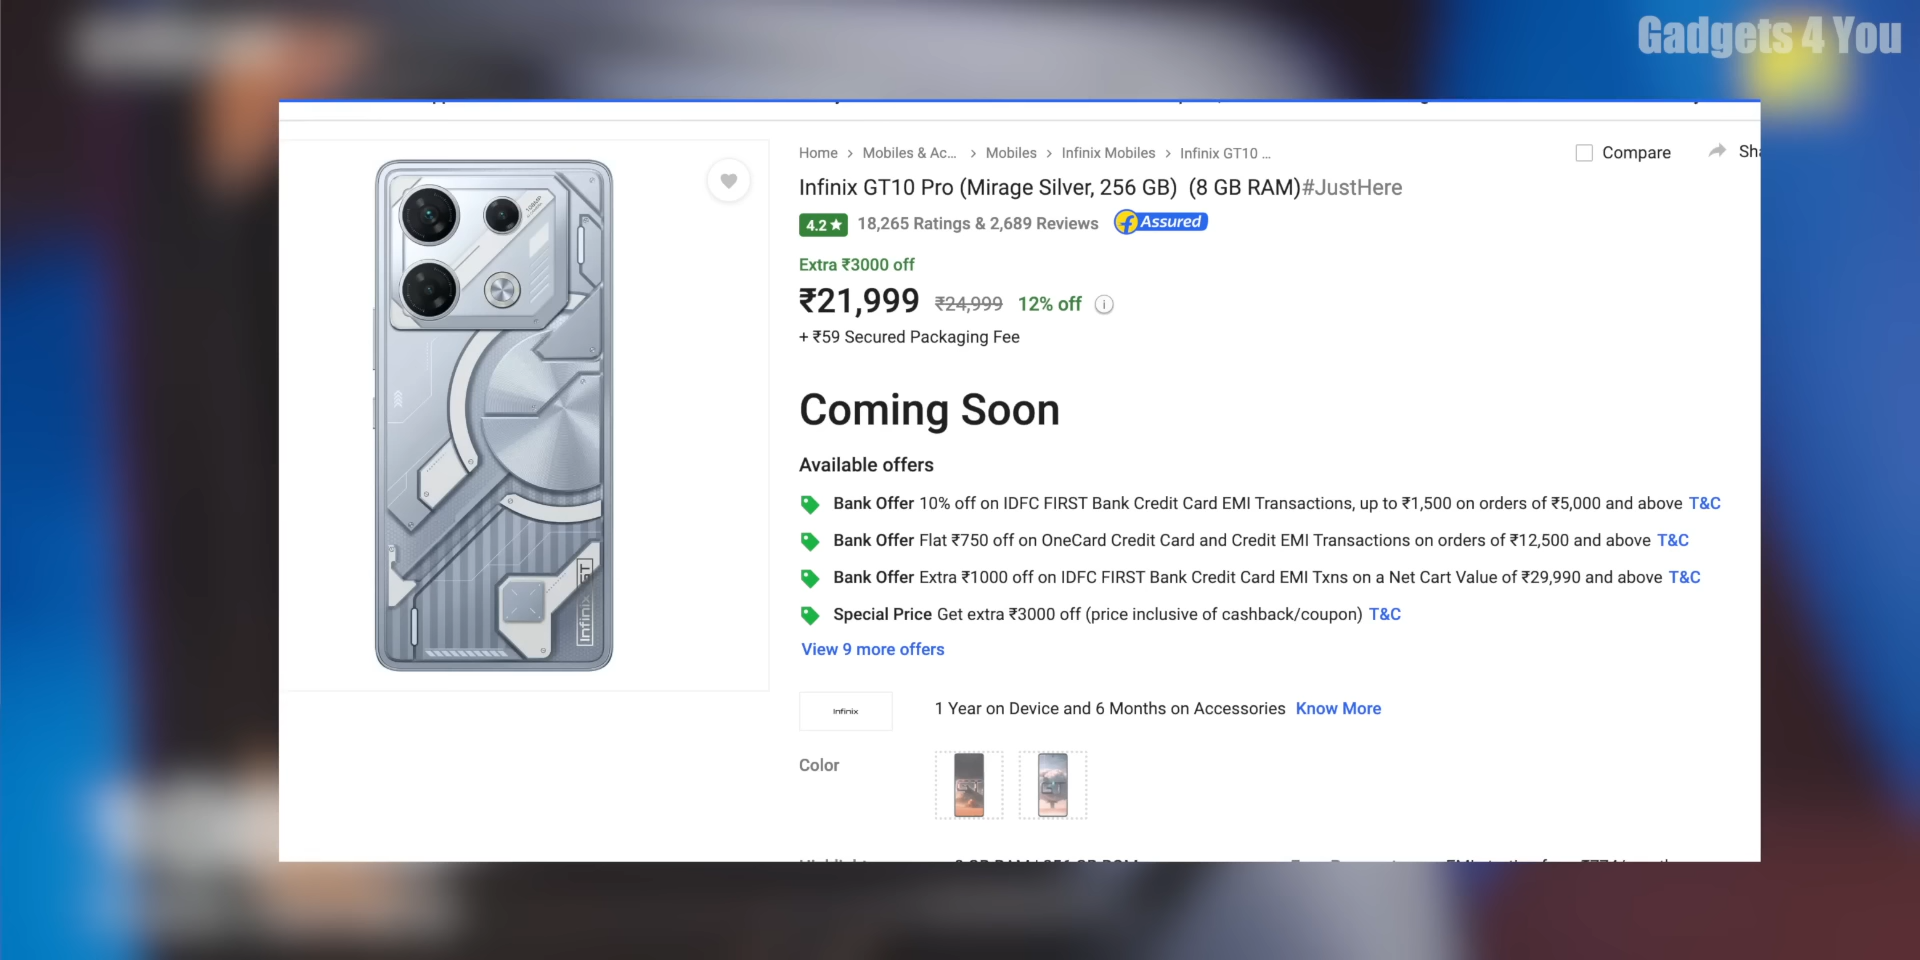 Gadgets 4 You
Home > Mobiles & Ac... > Mobiles > Infinix Mobiles > Infinix GT10 ...
Compare
Sha
Infinix GT10 Pro (Mirage Silver, 256 GB) (8 GB RAM)#JustHere
4.2★ 18,265 Ratings & 2,689 Reviews Assured
Extra ₹3000 off
₹21,999 ₹24,999 12% off
+ ₹59 Secured Packaging Fee
Coming Soon
Available offers
Bank Offer 10% off on IDFC FIRST Bank Credit Card EMI Transactions, up to ₹1,500 on orders of ₹5,000 and above T&C
Bank Offer Flat ₹750 off on OneCard Credit Card and Credit EMI Transactions on orders of ₹12,500 and above T&C
Bank Offer Extra ₹1000 off on IDFC FIRST Bank Credit Card EMI Txns on a Net Cart Value of ₹29,990 and above T&C
Special Price Get extra ₹3000 off (price inclusive of cashback/coupon) T&C
View 9 more offers
Infinix
1 Year on Device and 6 Months on Accessories Know More
Color
108MP
Infinix GT